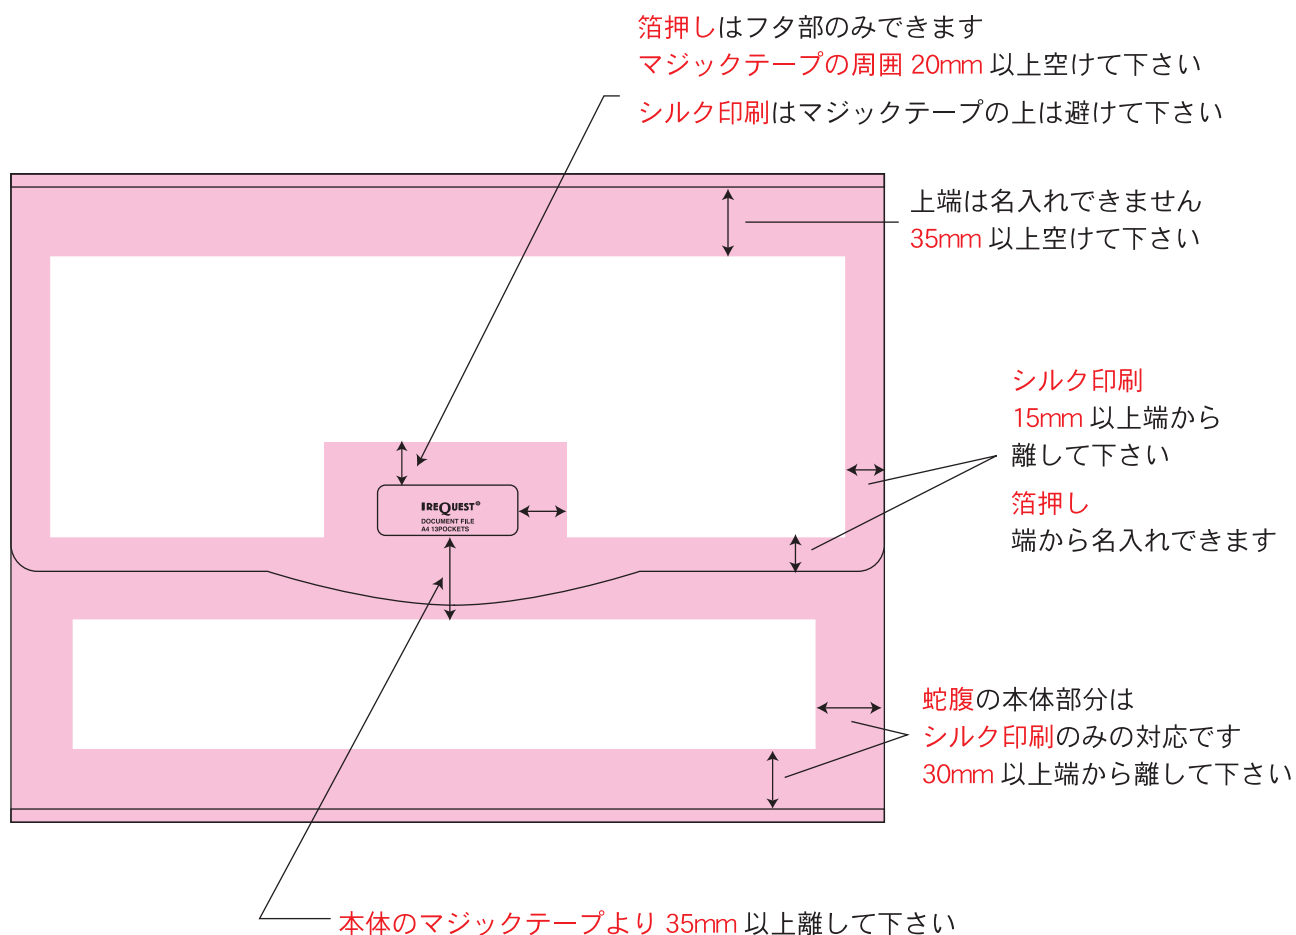 箔押しはフタ部のみできます
マジックテープの周囲 20mm 以上空けて下さい
シルク印刷はマジックテープの上は避けて下さい
上端は名入れできません
35mm 以上空けて下さい
シルク印刷
15mm 以上端から
離して下さい
箔押し
端から名入れできます
REQUEST®
DOCUMENT FILE
A4 13POCKETS
蛇腹の本体部分は
シルク印刷のみの対応です
30mm 以上端から離して下さい
本体のマジックテープより 35mm 以上離して下さい